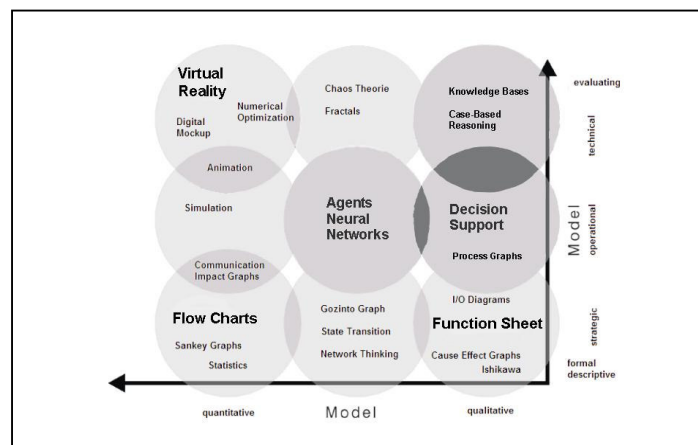 Virtual
Reality
Numerical
Optimization
Digital
Mockup
Chaos Theorie
Fractals
Knowledge Bases
Case-Based
Reasoning
evaluating
technical
Animation
Simulation
Agents
Neural
Networks
Decision
Support
Process Graphs
Model
operational
Communication
Impact Graphs
Flow Charts
Sankey Graphs
Statistics
Gozinto Graph
State Transition
Network Thinking
I/O Diagrams
Function Sheet
Cause Effect Graphs
Ishikawa
strategic
formal
descriptive
quantitative
Model
qualitative